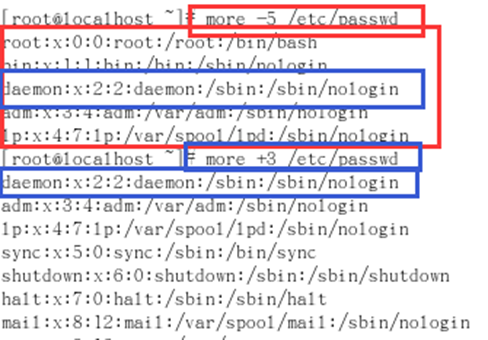 [root@localhost ~]# more -5 /etc/passwd
root:x:0:0:root:/root:/bin/bash
bin:x:1:1:bin:/bin:/sbin/nologin
daemon:x:2:2:daemon:/sbin:/sbin/nologin
adm:x:3:4:adm:/var/adm:/sbin/nologin
lp:x:4:7:lp:/var/spool/lpd:/sbin/nologin
[root@localhost ~]# more +3 /etc/passwd
daemon:x:2:2:daemon:/sbin:/sbin/nologin
adm:x:3:4:adm:/var/adm:/sbin/nologin
lp:x:4:7:lp:/var/spool/lpd:/sbin/nologin
sync:x:5:0:sync:/sbin:/bin/sync
shutdown:x:6:0:shutdown:/sbin:/sbin/shutdown
halt:x:7:0:halt:/sbin:/sbin/halt
mail:x:8:12:mail:/var/spool/mail:/sbin/nologin